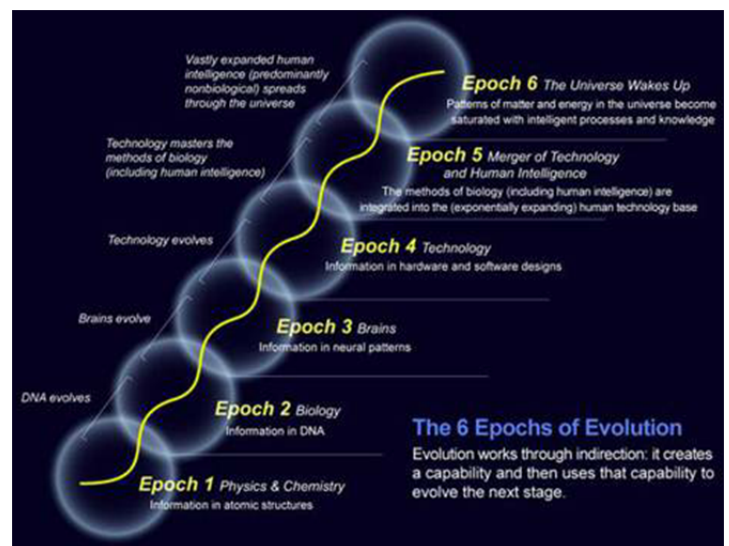 Vastly expanded human
intelligence (predominantly
nonbiological) spreads
through the universe
Epoch 6 The Universe Wakes Up
Patterns of matter and energy in the universe become
saturated with intelligent processes and knowledge
Technology masters the
methods of biology
(including human intelligence)
Epoch 5 Merger of Technology
and Human Intelligence
The methods of biology (including human intelligence) are
integrated into the (exponentially expanding) human technology base
Technology evolves
Epoch 4 Technology
Information in hardware and software designs
Brains evolve
Epoch 3 Brains
Information in neural patterns
DNA evolves
Epoch 2 Biology
Information in DNA
Epoch 1 Physics & Chemistry
Information in atomic structures
The 6 Epochs of Evolution
Evolution works through indirection: it creates
a capability and then uses that capability to
evolve the next stage.